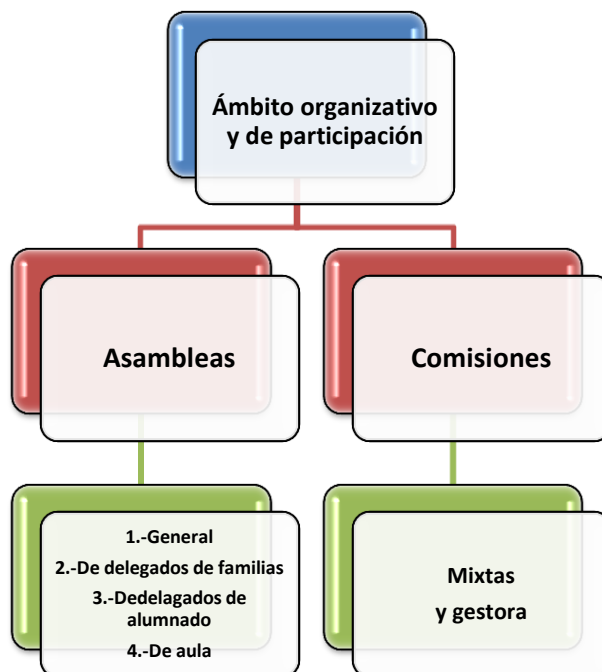 Ámbito organizativo
y de participación
Asambleas
Comisiones
1.-General
2.-De delegados de familias
3.-Dedelagados de
alumnado
4.-De aula
Mixtas
y gestora